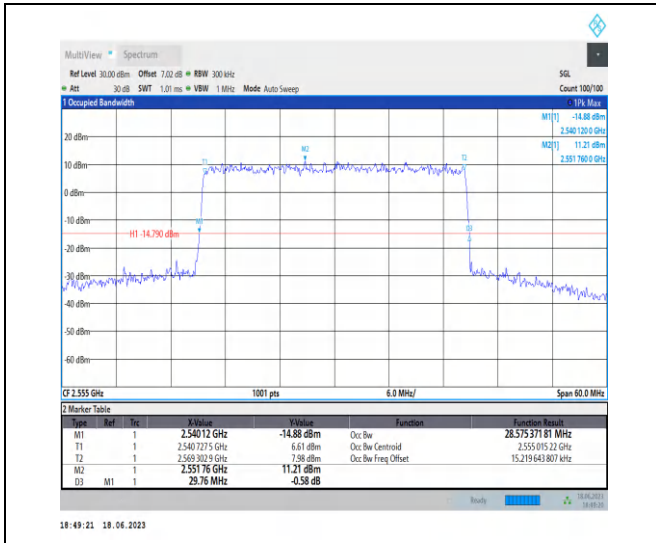 MultiView Spectrum
Ref Level 30.00 dBm Offset 7.02 dB RBW 300 kHz SGL
Att 30 dB SWT 1.01 ms VBW 1 MHz Mode Auto Sweep Count 100/100
1 Occupied Bandwidth 1Pk Max
M1[1] -14.88 dBm
2.540 120 0 GHz
M2[1] 11.21 dBm
2.551 760 0 GHz
20 dBm
M2
T1 T2
10 dBm
0 dBm
-10 dBm
M1 D3
H1 -14.790 dBm
-20 dBm
-30 dBm
-40 dBm
-50 dBm
-60 dBm
CF 2.555 GHz 1001 pts 6.0 MHz/ Span 60.0 MHz
2 Marker Table
Type Ref Trc X-Value Y-Value Function Function Result
M1 1 2.540 12 GHz -14.88 dBm Occ Bw 28.575 371 81 MHz
T1 1 2.540 727 5 GHz 6.61 dBm Occ Bw Centroid 2.555 015 22 GHz
T2 1 2.569 302 9 GHz 7.98 dBm Occ Bw Freq Offset 15.219 643 807 kHz
M2 1 2.551 76 GHz 11.21 dBm
D3 M1 1 29.76 MHz -0.58 dB
Ready 18.06.2023
18:49:21 18.06.2023